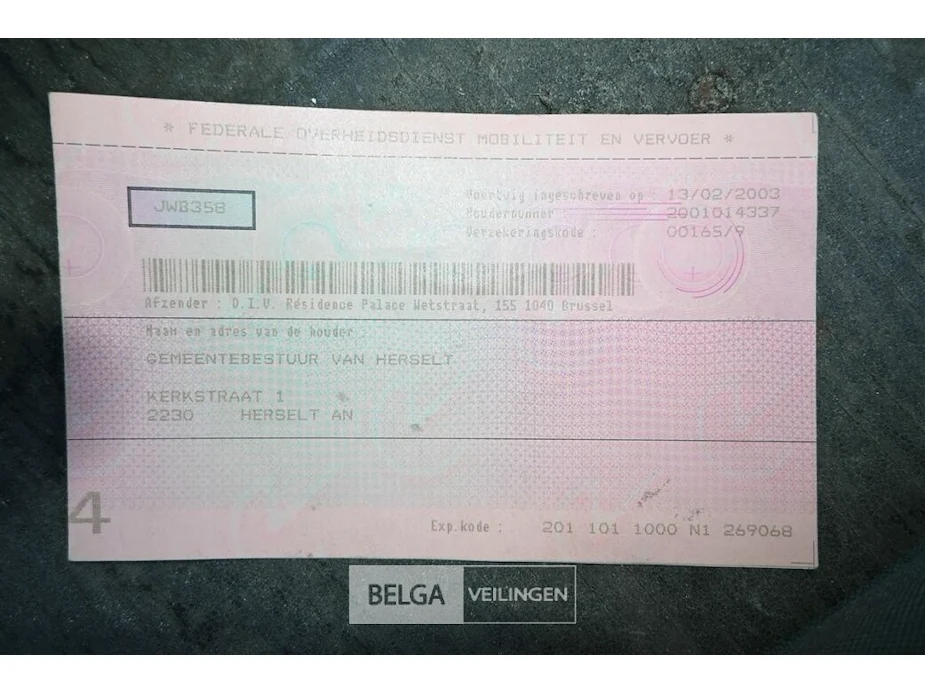 * FEDERALE OVERHEIDSDIENST MOBILITEIT EN VERVOER *
JWB358
Voertuig ingeschreven op : 13/02/2003
Houdernummer : 2001014337
Verzekeringskode : 00165/9
Afzender : D.I.V. Résidence Palace Wetstraat, 155 1040 Brussel
Naam en adres van de houder :
GEMEENTEBESTUUR VAN HERSELT
KERKSTRAAT 1
2230 HERSELT AN
4
Exp.kode : 201 101 1000 N1 269068
BELGA VEILINGEN